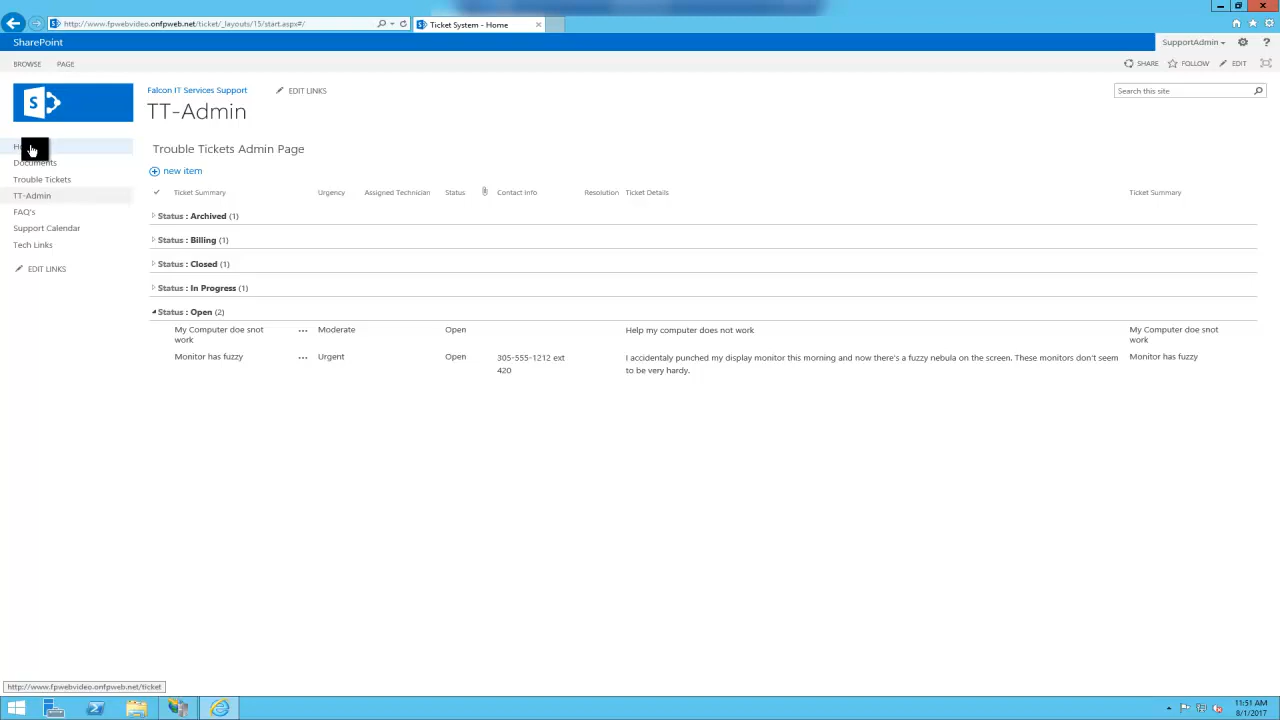 http://www.fpwebvideo.onfpweb.net/ticket/_layouts/15/start.aspx#/
Ticket System - Home
SharePoint
SupportAdmin
?
BROWSE PAGE
SHARE FOLLOW EDIT
Falcon IT Services Support EDIT LINKS
Search this site
TT-Admin
Documents
Trouble Tickets
TT-Admin
FAQ's
Support Calendar
Tech Links
EDIT LINKS
Trouble Tickets Admin Page
new item
Ticket Summary Urgency Assigned Technician Status Contact Info Resolution Ticket Details Ticket Summary
Status : Archived (1)
Status : Billing (1)
Status : Closed (1)
Status : In Progress (1)
Status : Open (2)
My Computer doe snot ... Moderate Open Help my computer does not work My Computer doe snot
work work
Monitor has fuzzy ... Urgent Open 305-555-1212 ext I accidentaly punched my display monitor this morning and now there's a fuzzy nebula on the screen. These monitors don't seem Monitor has fuzzy
420 to be very hardy.
http://www.fpwebvideo.onfpweb.net/ticket
11:51 AM
8/1/2017